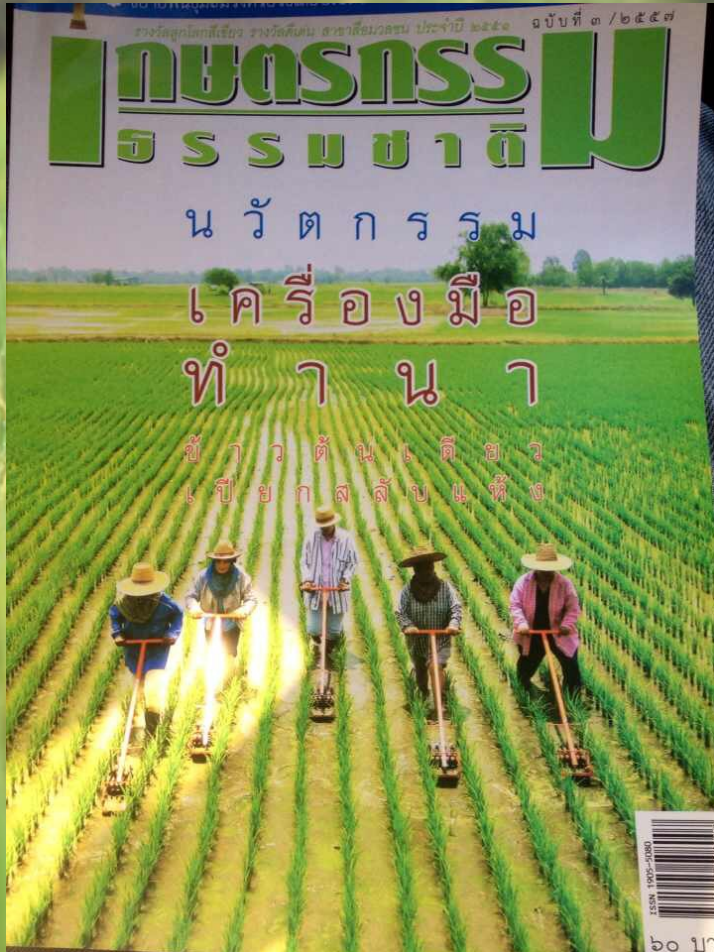 รางวัลลูกโลกสีเขียว รางวัลดีเด่น สาขาสื่อมวลชน ประจำปี ๒๕๕๑
ฉบับที่ ๓ /๒๕๕๗
เกษตรกรรม
ธรรมชาติ
นวัตกรรม
เครื่องมือ
ทำนา
ข้าวต้นเดียว
เปียกสลับแห้ง
ISSN 1905-5080
๖๐